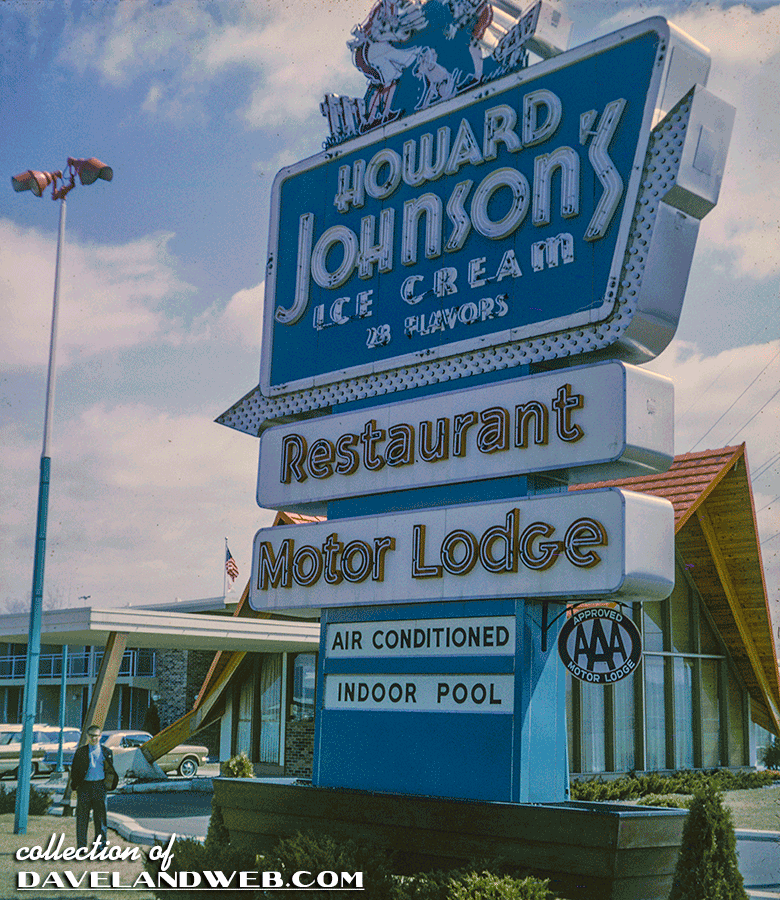 HOWARD
JOHNSON'S
ICE CREAM
28 FLAVORS
Restaurant
Motor Lodge
AIR CONDITIONED
INDOOR POOL
APPROVED
AAA
MOTOR LODGE
collection of
DAVELANDWEB.COM